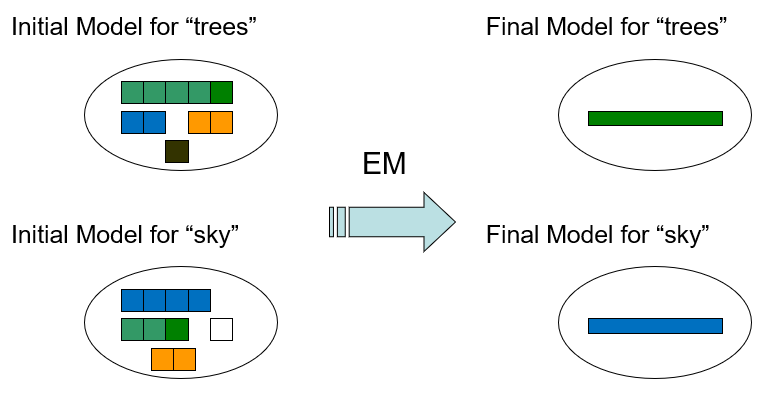 Initial Model for “trees”
Final Model for “trees”
EM
Initial Model for “sky”
Final Model for “sky”